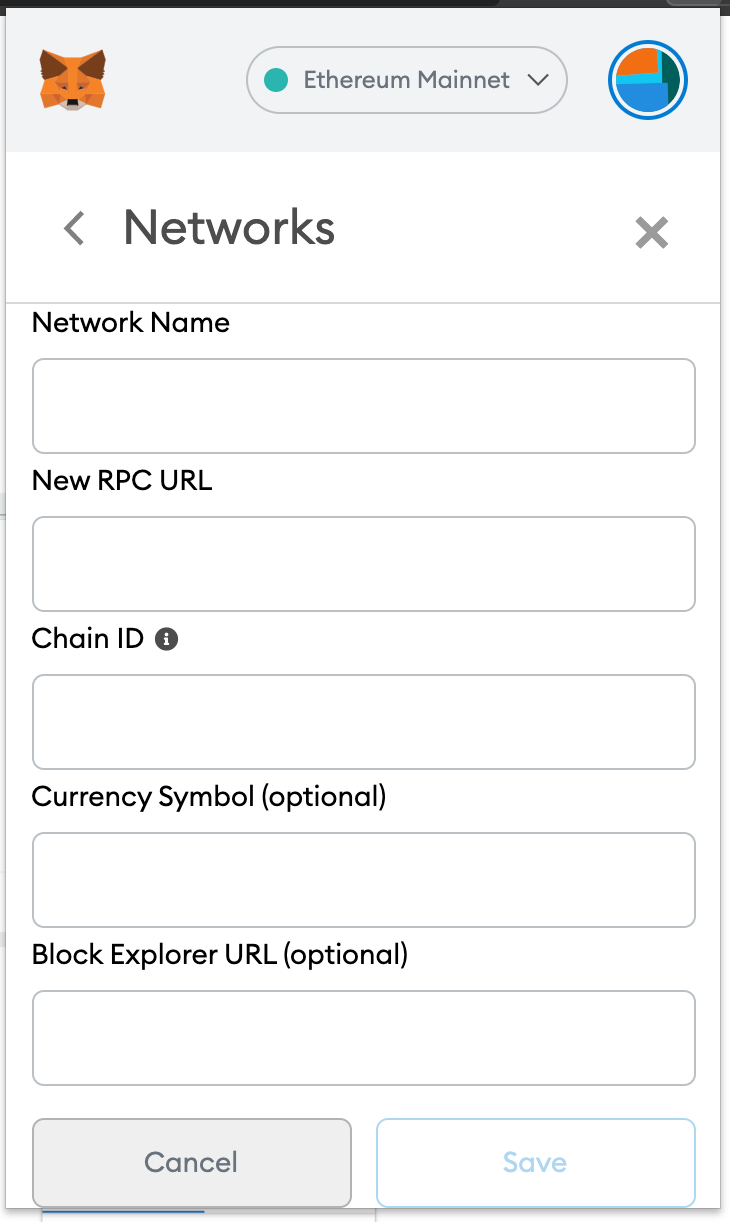 Ethereum Mainnet
Networks
Network Name
New RPC URL
Chain ID
Currency Symbol (optional)
Block Explorer URL (optional)
Cancel
Save